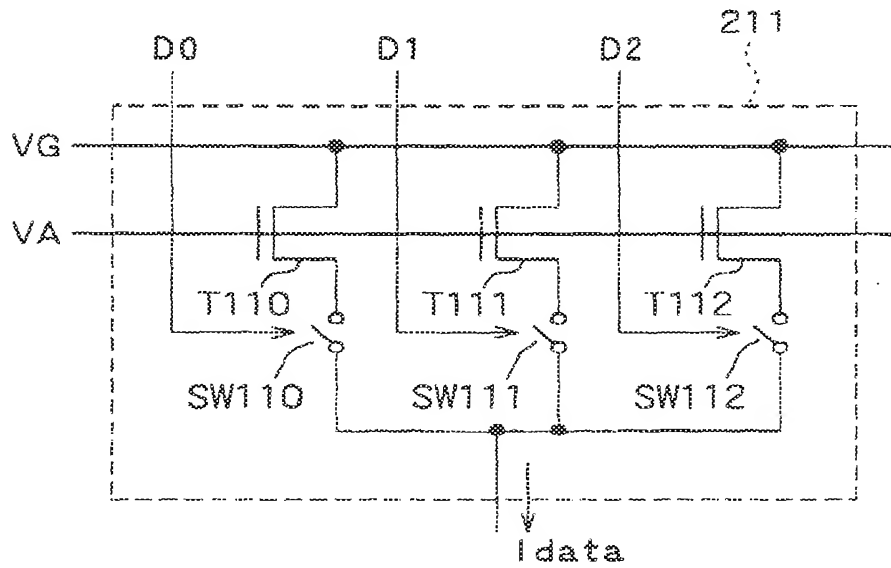 211
D0 D1 D2
VG
VA
T110 T111 T112
SW110 SW111 SW112
Idata